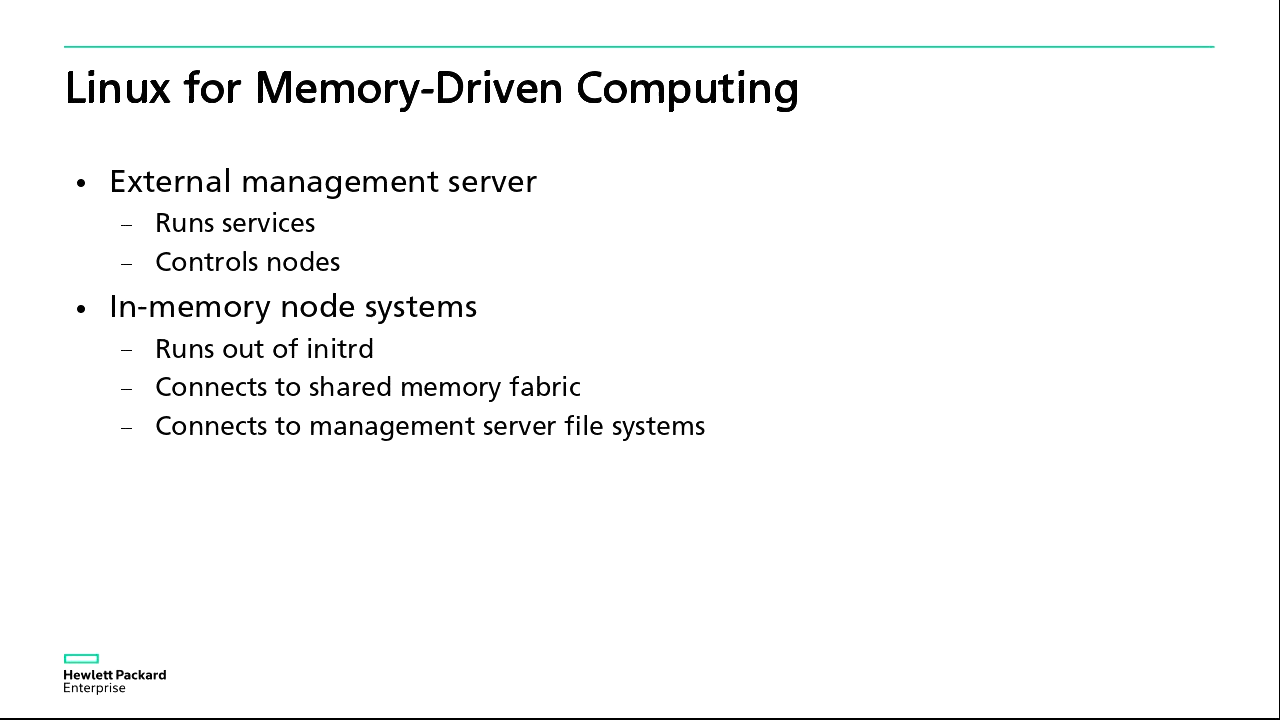 Linux for Memory-Driven Computing
• External management server
– Runs services
– Controls nodes
• In-memory node systems
– Runs out of initrd
– Connects to shared memory fabric
– Connects to management server file systems
Hewlett Packard
Enterprise